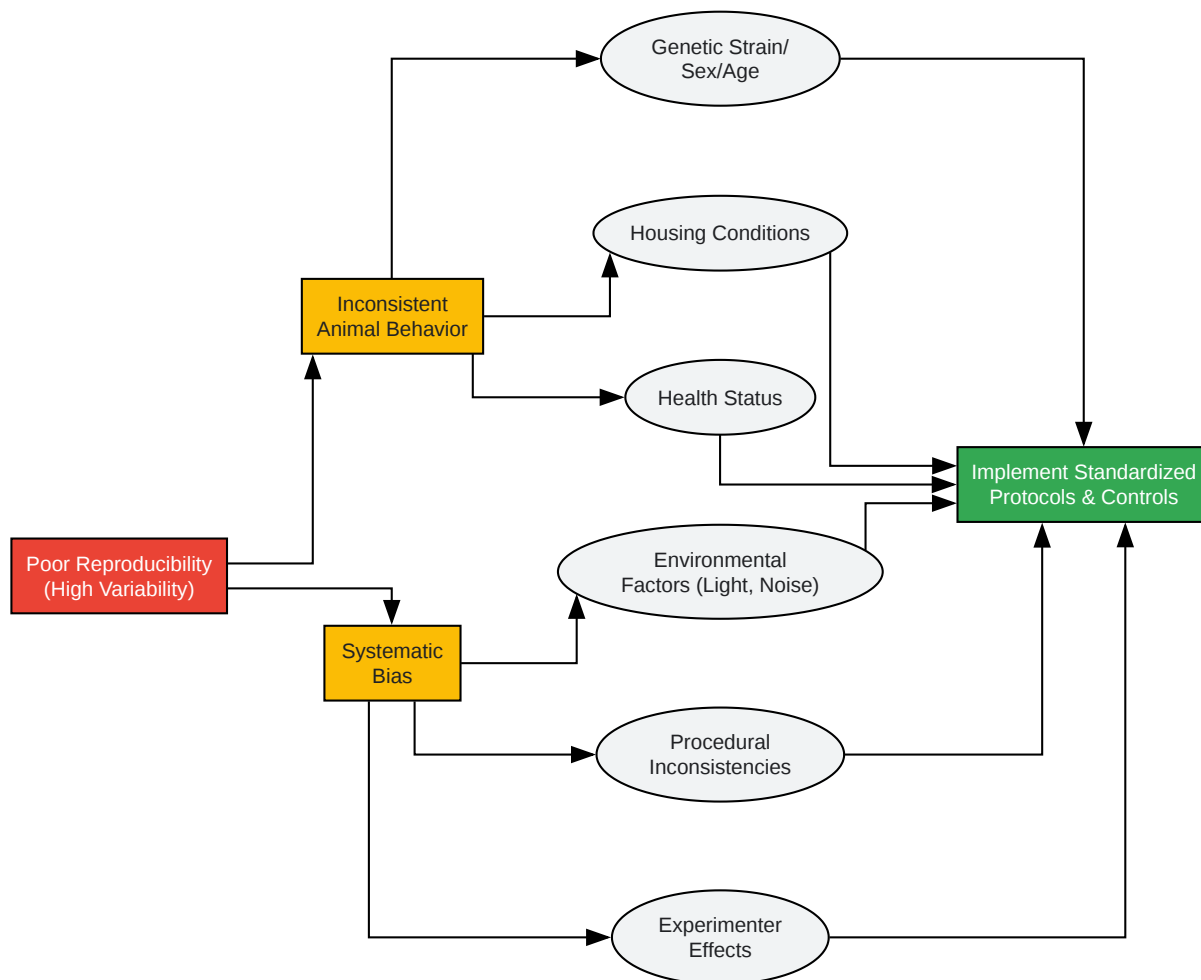 Genetic Strain/
Sex/Age
Housing Conditions
Inconsistent
Animal Behavior
Health Status
Implement Standardized
Protocols & Controls
Poor Reproducibility
(High Variability)
Environmental
Factors (Light, Noise)
Systematic
Bias
Procedural
Inconsistencies
Experimenter
Effects